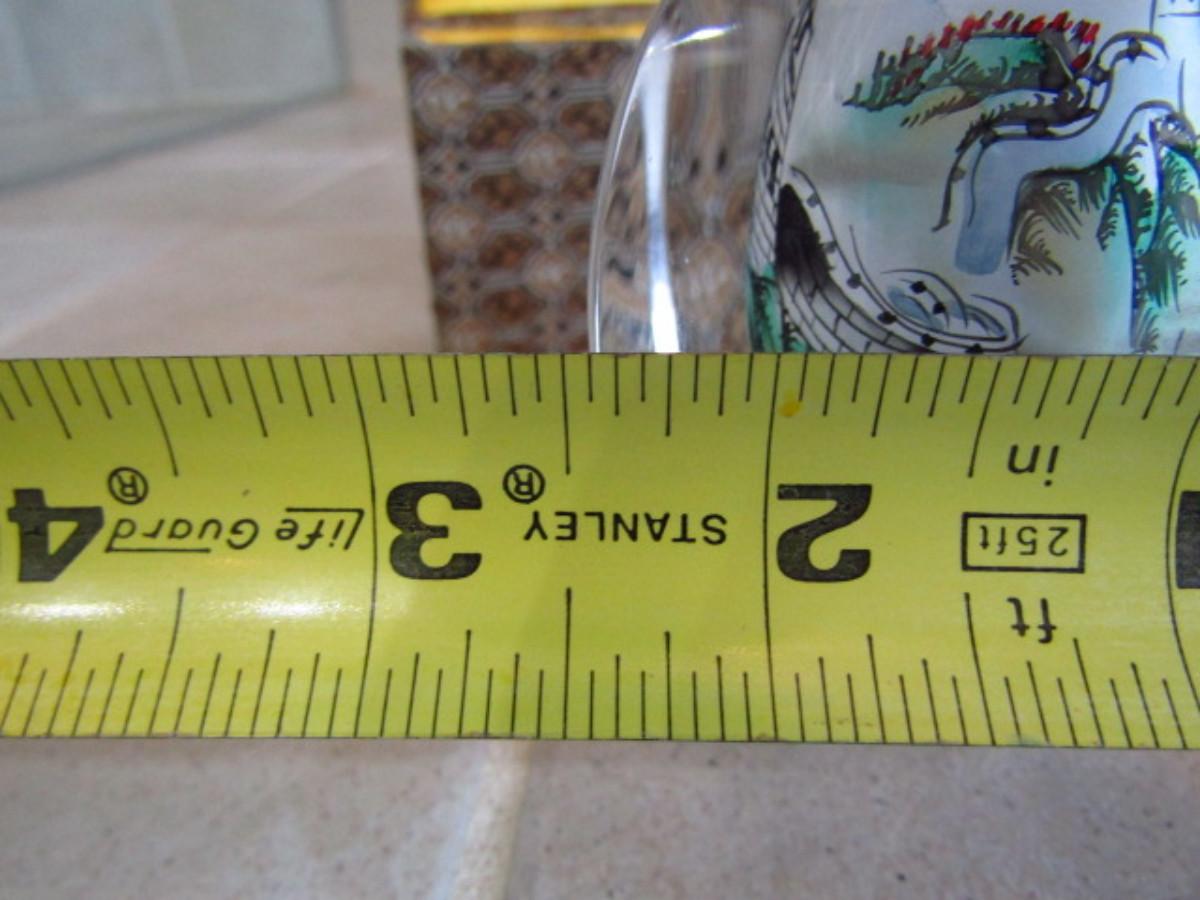 in
2 STANLEY® 3 Life Guard® 4
25ft
ft